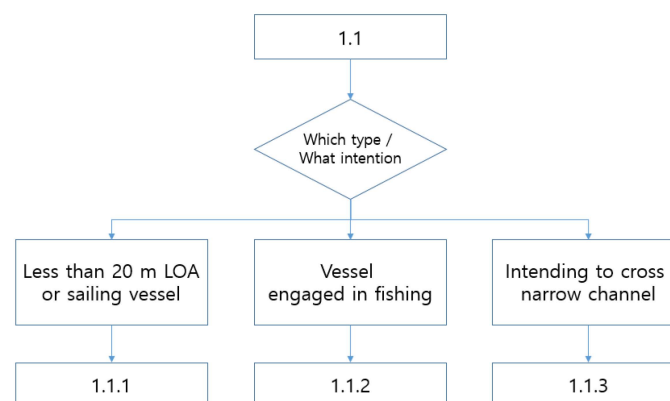 1.1
Which type /
What intention
Less than 20 m LOA
or sailing vessel
Vessel
engaged in fishing
Intending to cross
narrow channel
1.1.1
1.1.2
1.1.3